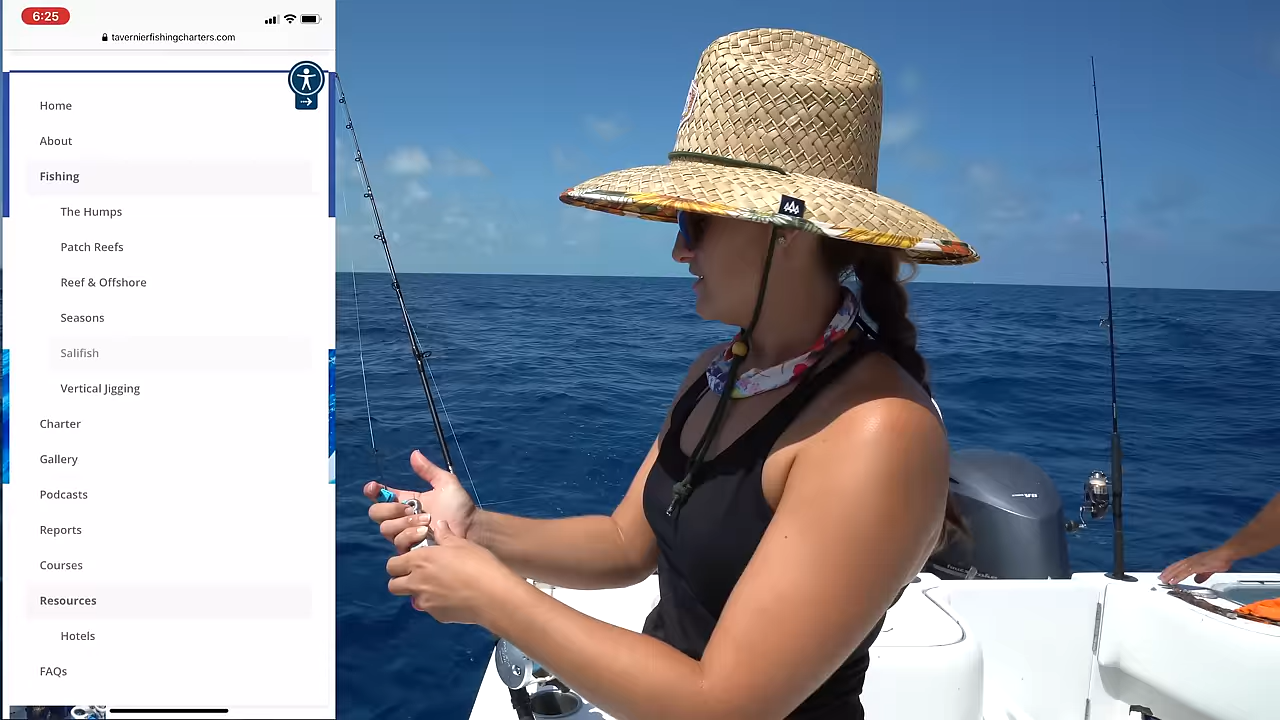 6:25
tavernierfishingcharters.com
Home
About
Fishing
The Humps
Patch Reefs
Reef & Offshore
Seasons
Salifish
Vertical Jigging
Charter
Gallery
Podcasts
Reports
Courses
Resources
Hotels
FAQs